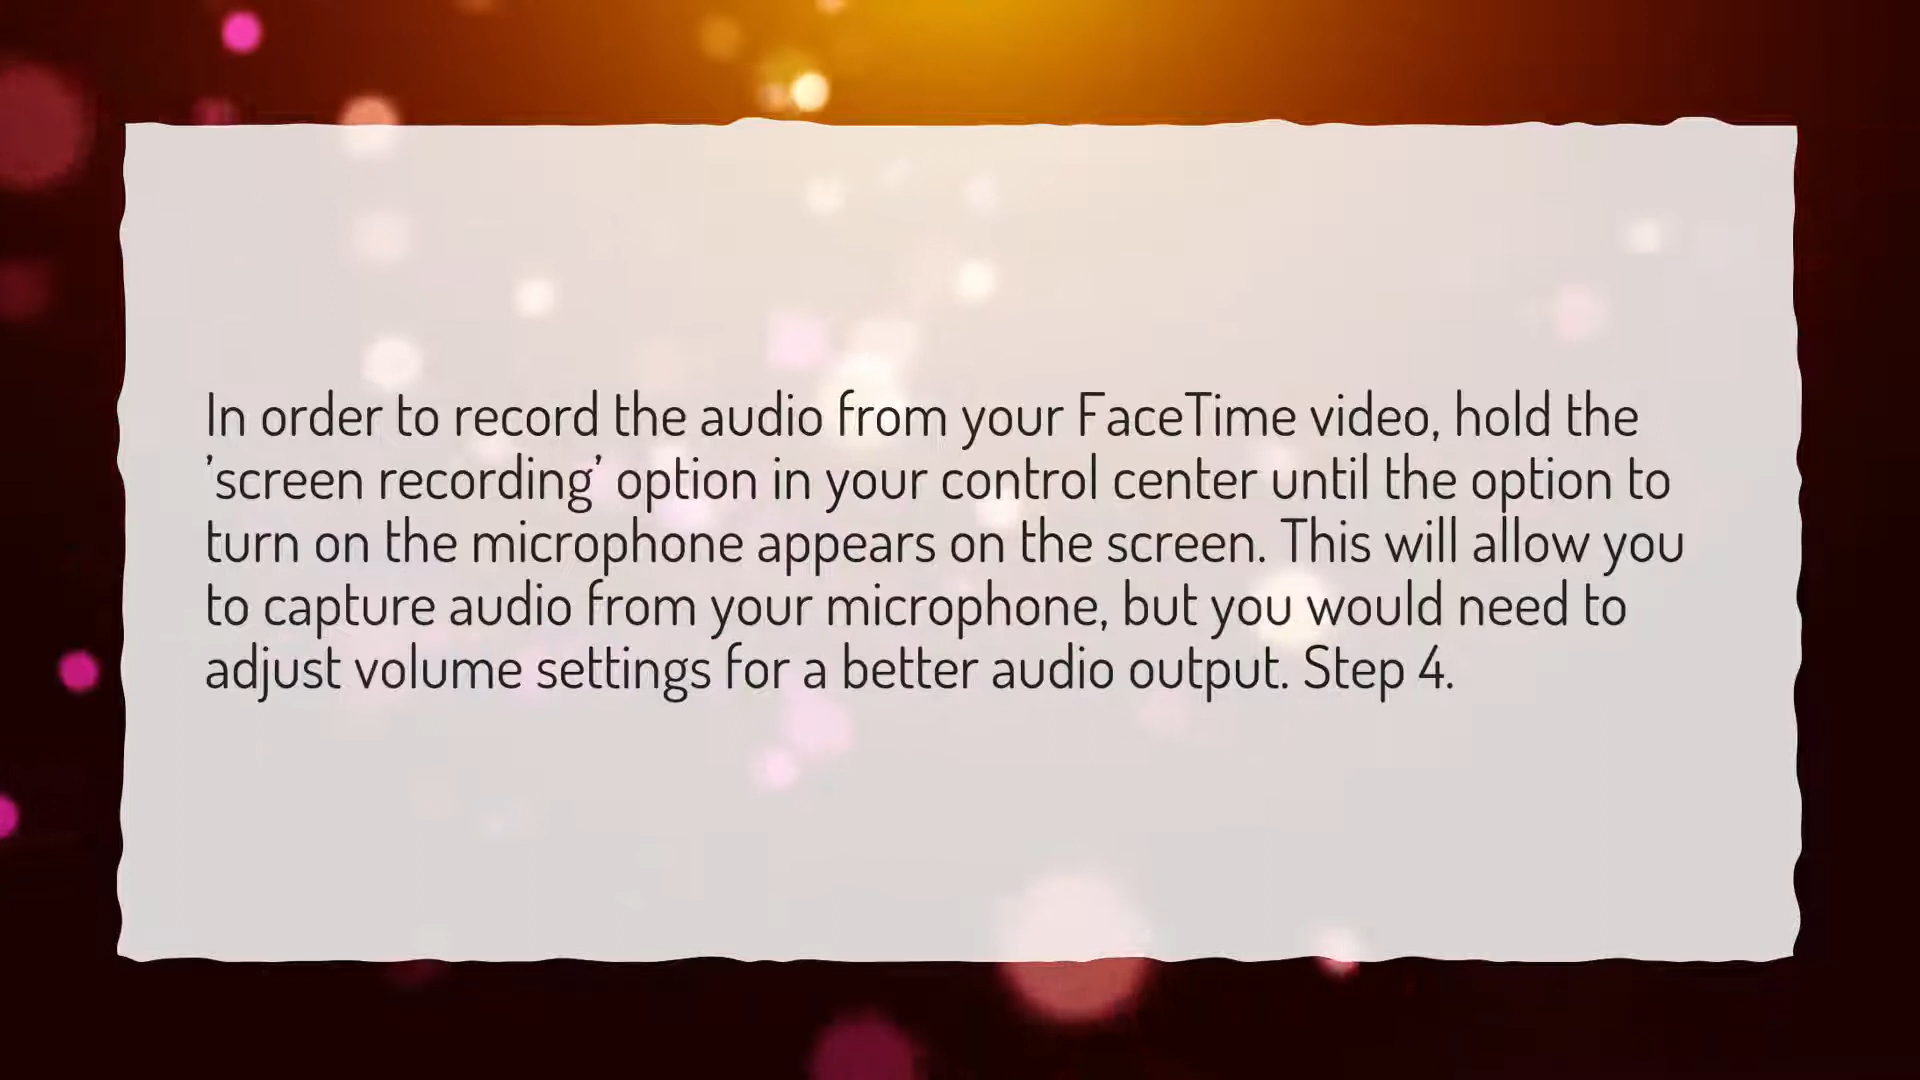 In order to record the audio from your FaceTime video, hold the
'screen recording' option in your control center until the option to
turn on the microphone appears on the screen. This will allow you
to capture audio from your microphone, but you would need to
adjust volume settings for a better audio output. Step 4.